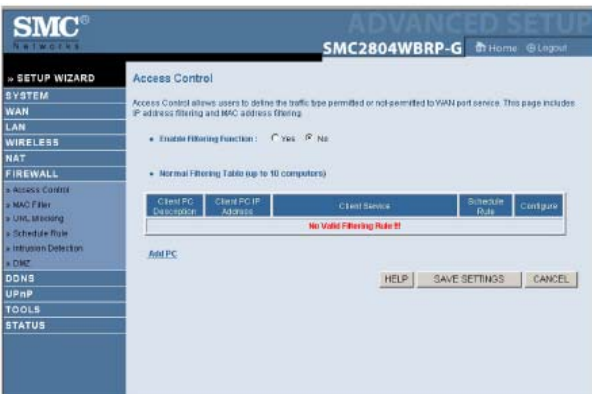 SMC®
Networks
ADVANCED SETUP
SMC2804WBRP-G
Home
Logout
» SETUP WIZARD
SYSTEM
WAN
LAN
WIRELESS
NAT
FIREWALL
» Access Control
» MAC Filter
» URL Blocking
» Schedule Rule
» Intrusion Detection
» DMZ
DDNS
UPnP
TOOLS
STATUS
Access Control
Access Control allows users to define the traffic type permitted or not-permitted to WAN port service. This page includes
IP address filtering and MAC address filtering.
• Enable Filtering Function : Yes No
• Normal Filtering Table (up to 10 computers)
Client PC Description
Client PC IP Address
Client Service
Schedule Rule
Configure
No Valid Filtering Rule !!!
Add PC
HELP
SAVE SETTINGS
CANCEL